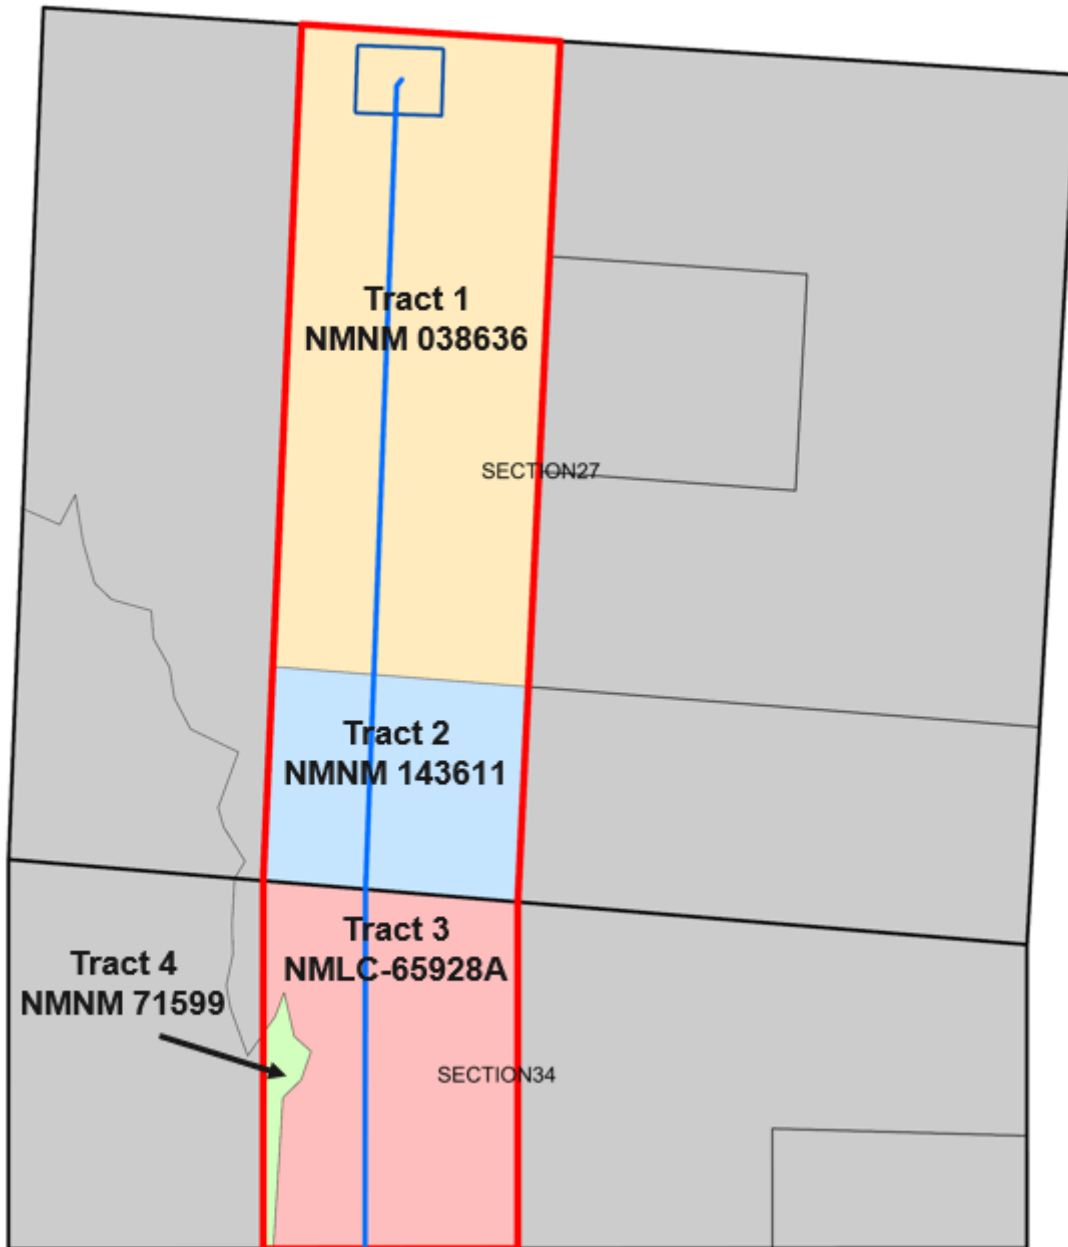 Tract 1
NMNM 038636
SECTION27
Tract 2
NMNM 143611
Tract 3
NMLC-65928A
Tract 4
NMNM 71599
SECTION34